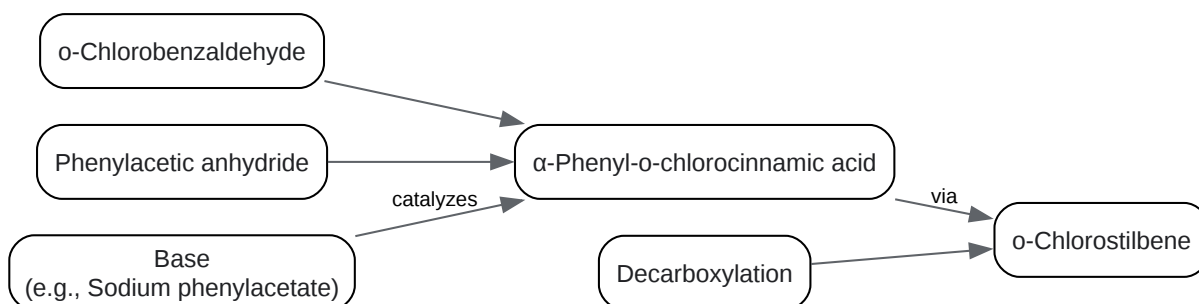 o-Chlorobenzaldehyde
Phenylacetic anhydride
α-Phenyl-o-chlorocinnamic acid
catalyzes
via
o-Chlorostilbene
Base
(e.g., Sodium phenylacetate)
Decarboxylation